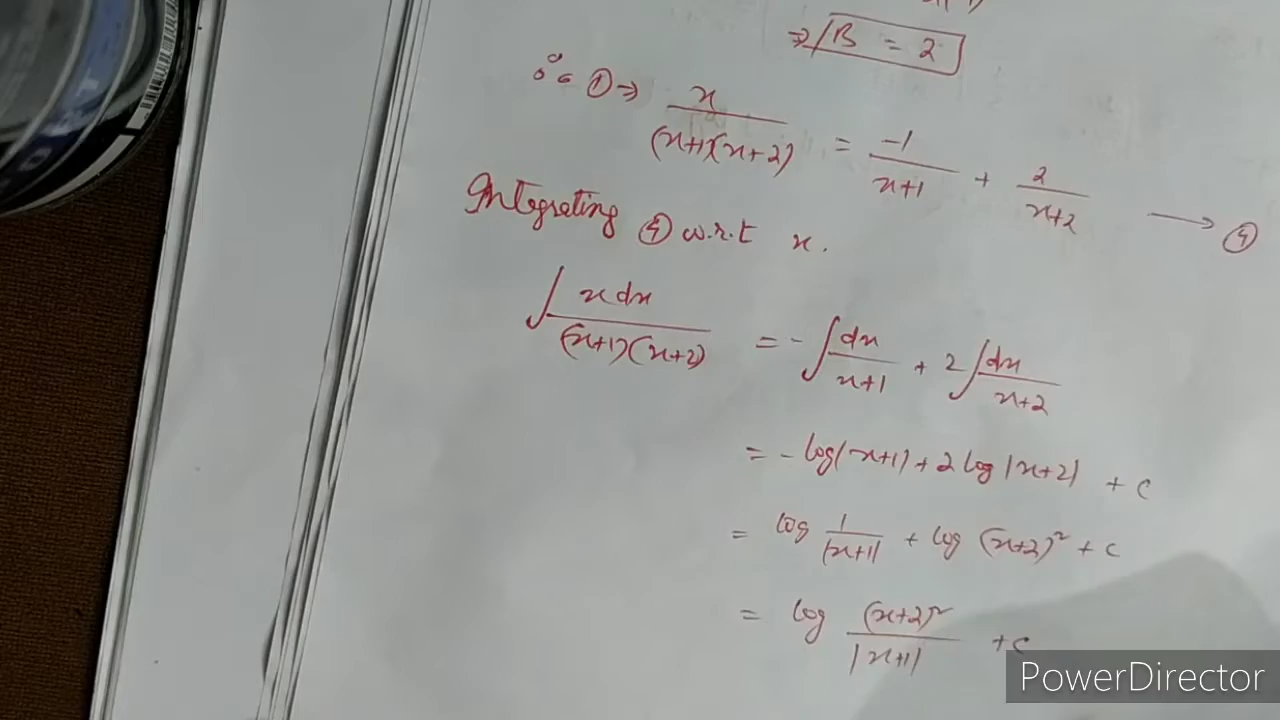 ⇒ B = 2
∴ ① ⇒ x/((x+1)(x+2)) = -1/(x+1) + 2/(x+2) ⟶ ④
Integrating ④ w.r.t x.
∫ x dx/((x+1)(x+2)) = - ∫ dx/(x+1) + 2 ∫ dx/(x+2)
= - log|x+1| + 2 log|x+2| + c
= log 1/|x+1| + log (x+2)² + c
= log (x+2)²/|x+1| + c
PowerDirector